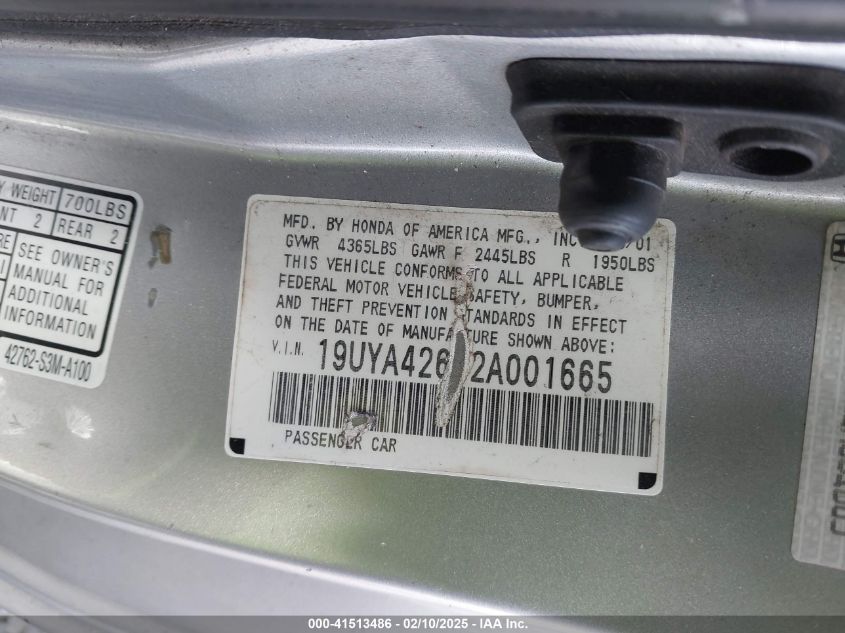 Y WEIGHT 700LBS
NT 2 REAR 2
RE SEE OWNER'S
MANUAL FOR
ADDITIONAL
INFORMATION
42762-S3M-A100
MFD. BY HONDA OF AMERICA MFG., INC /01
GVWR 4365LBS GAWR F 2445LBS R 1950LBS
THIS VEHICLE CONFORMS TO ALL APPLICABLE
FEDERAL MOTOR VEHICLE SAFETY, BUMPER,
AND THEFT PREVENTION STANDARDS IN EFFECT
ON THE DATE OF MANUFACTURE SHOWN ABOVE:
V.I.N. 19UYA426 2A001665
PASSENGER CAR
000-41513486 - 02/10/2025 - IAA Inc.